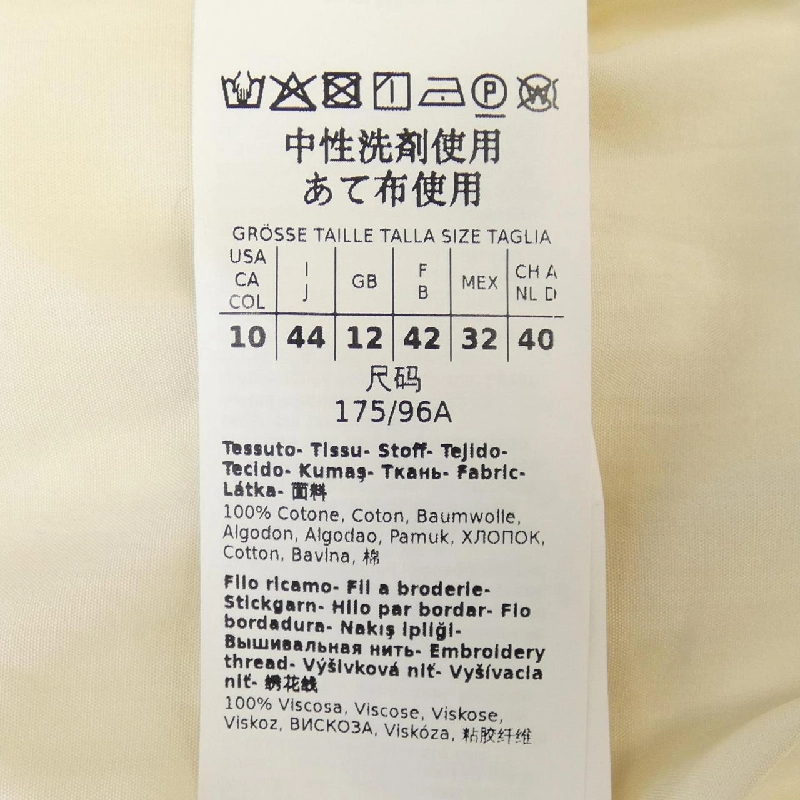 中性洗剤使用
あて布使用
GRÖSSE TAILLE TALLA SIZE TAGLIA
USA CA COL I J GB F B MEX CH A NL D
10 44 12 42 32 40
尺码
175/96A
Tessuto- Tissu- Stoff- Tejido-
Tecido- Kumaş- Ткань- Fabric-
Látka- 面料
100% Cotone, Coton, Baumwolle,
Algodon, Algodao, Pamuk, ХЛОПОК,
Cotton, Bavlna, 棉
Filo ricamo- Fil a broderie-
Stickgarn- Hilo par bordar- Fio
bordadura- Nakış ipliği-
Вышивальная нить- Embroidery
thread- Výšivková niť- Vyšívacia
niť- 绣花线
100% Viscosa, Viscose, Viskose,
Viskoz, ВИСКОЗА, Viskóza, 粘胶纤维